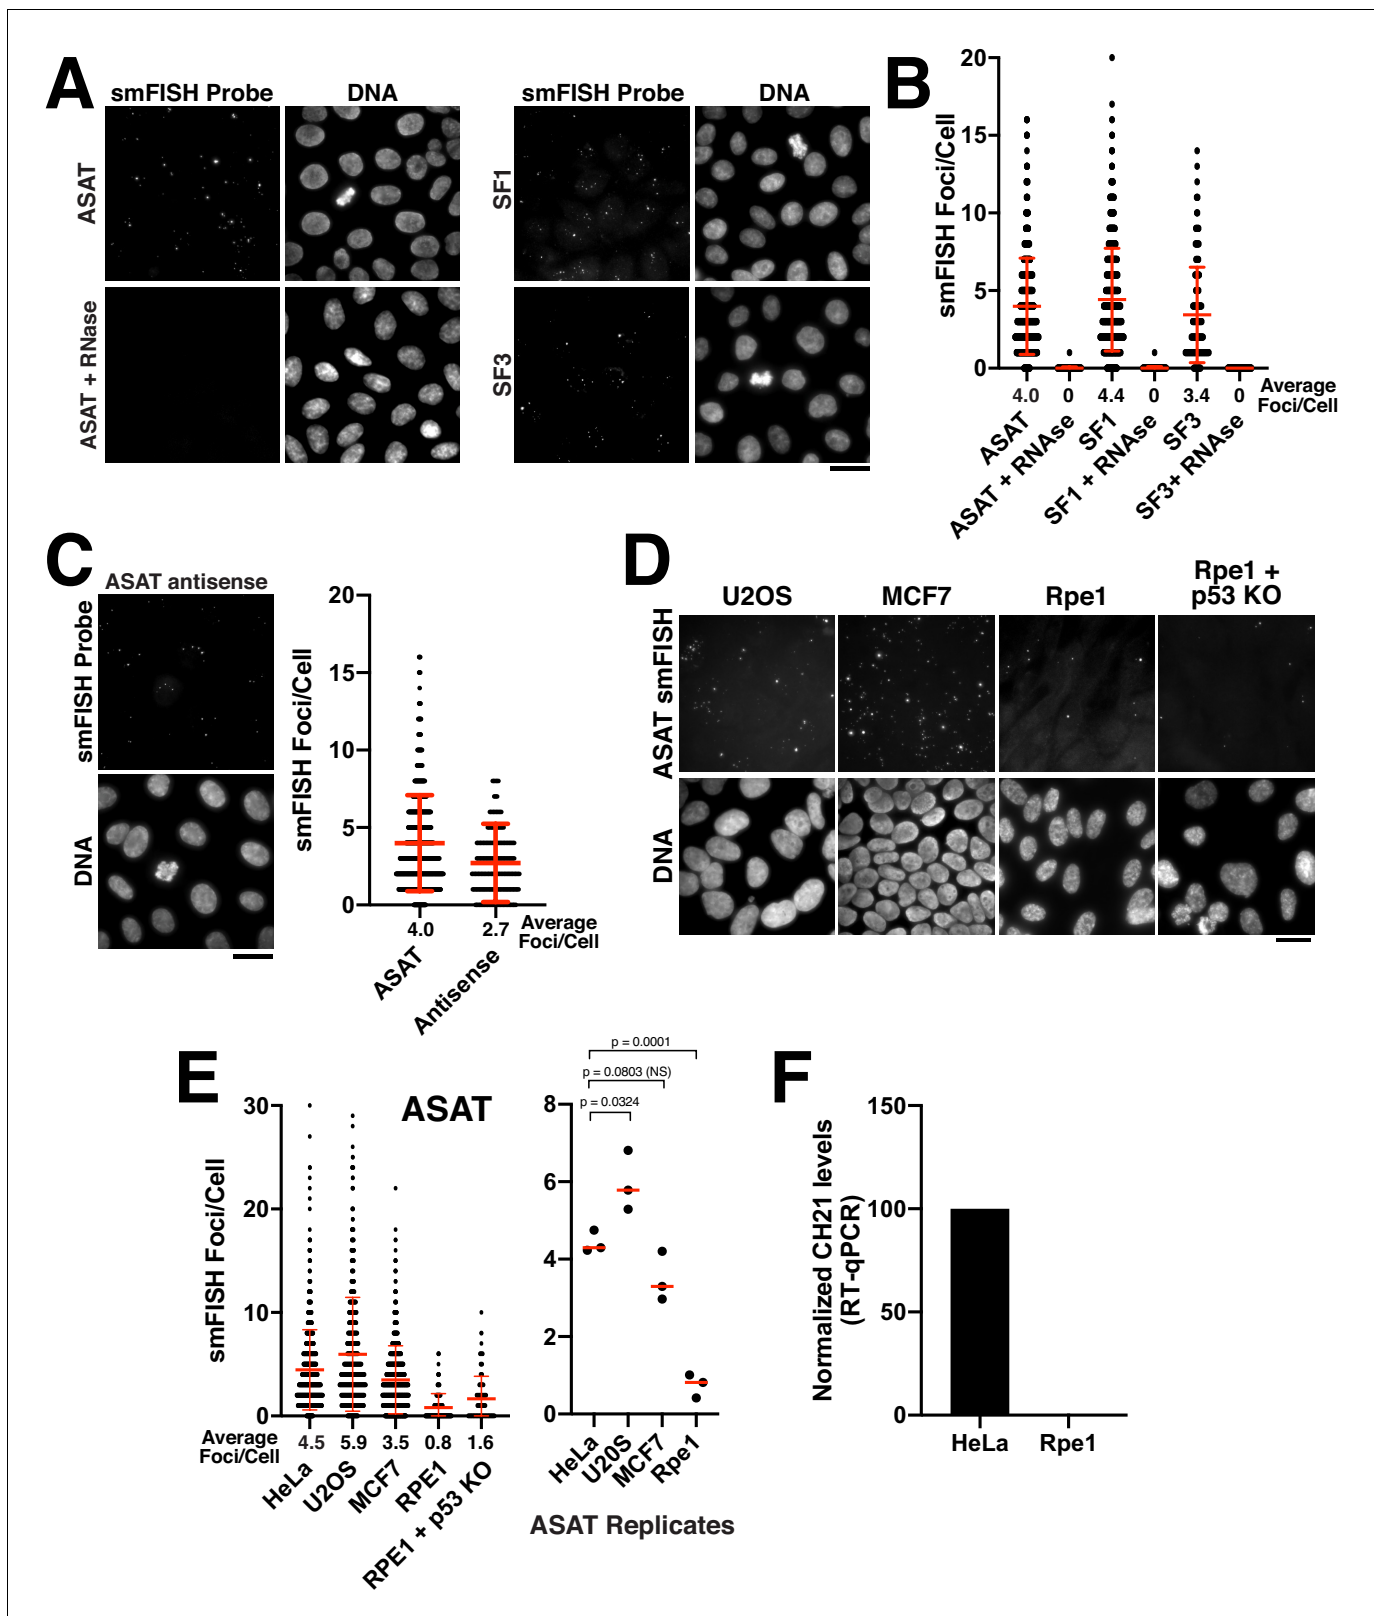 A
smFISH Probe
DNA
smFISH Probe
DNA
ASAT
SF1
ASAT + RNase
SF3
B
smFISH Foci/Cell
20
15
10
5
0
4.0
0
4.4
0
3.4
0
Average
Foci/Cell
ASAT
ASAT + RNAse
SF1
SF1 + RNAse
SF3
SF3+ RNAse
C
ASAT antisense
smFISH Probe
DNA
smFISH Foci/Cell
20
15
10
5
0
4.0
2.7
Average
Foci/Cell
ASAT
Antisense
D
U2OS
MCF7
Rpe1
Rpe1 +
p53 KO
ASAT smFISH
DNA
E
ASAT
smFISH Foci/Cell
30
20
10
0
Average
Foci/Cell
4.5
5.9
3.5
0.8
1.6
HeLa
U2OS
MCF7
RPE1
RPE1 + p53 KO
p = 0.0001
p = 0.0803 (NS)
p = 0.0324
8
6
4
2
0
HeLa
U20S
MCF7
Rpe1
ASAT Replicates
F
Normalized CH21 levels
(RT-qPCR)
150
100
50
0
HeLa
Rpe1